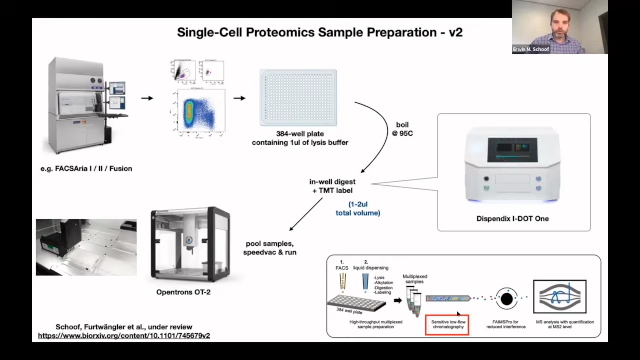 Single-Cell Proteomics Sample Preparation - v2
Erwin M. Schoof
e.g. FACSAria I / II / Fusion
384-well plate
containing 1ul of lysis buffer
boil
@ 95C
in-well digest
+ TMT label
(1-2ul
total volume)
Dispendix I-DOT One
pool samples,
speedvac & run
Opentrons OT-2
1.
FACS
2.
liquid dispensing
-Lysis
-Alkylation
-Digestion
-Labeling
384 well plate
High-throughput multiplexed
sample preparation
Multiplexed
samples
Sensitive low-flow
chromatography
FAIMSPro for
reduced interference
MS analysis with quantification
at MS2 level
Schoof, Furtwängler et al., under review
https://www.biorxiv.org/content/10.1101/745679v2